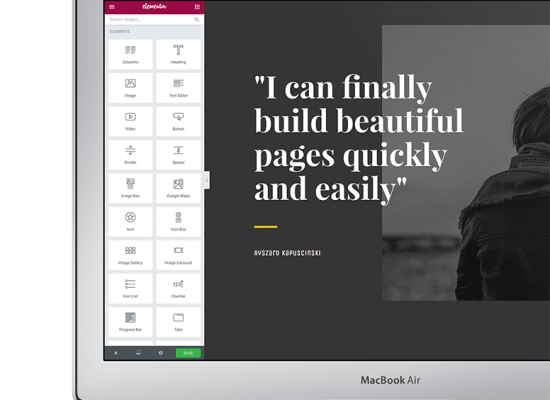 elementor
Search Widget...
ELEMENTS
Columns
Heading
Image
Text Editor
Video
Button
Divider
Spacer
Image Box
Google Maps
Icon
Icon Box
Image Gallery
Image Carousel
Icon List
Counter
Progress Bar
Tabs
SAVE
"I can finally
build beautiful
pages quickly
and easily"
Ryszard Kapuscinski
MacBook Air